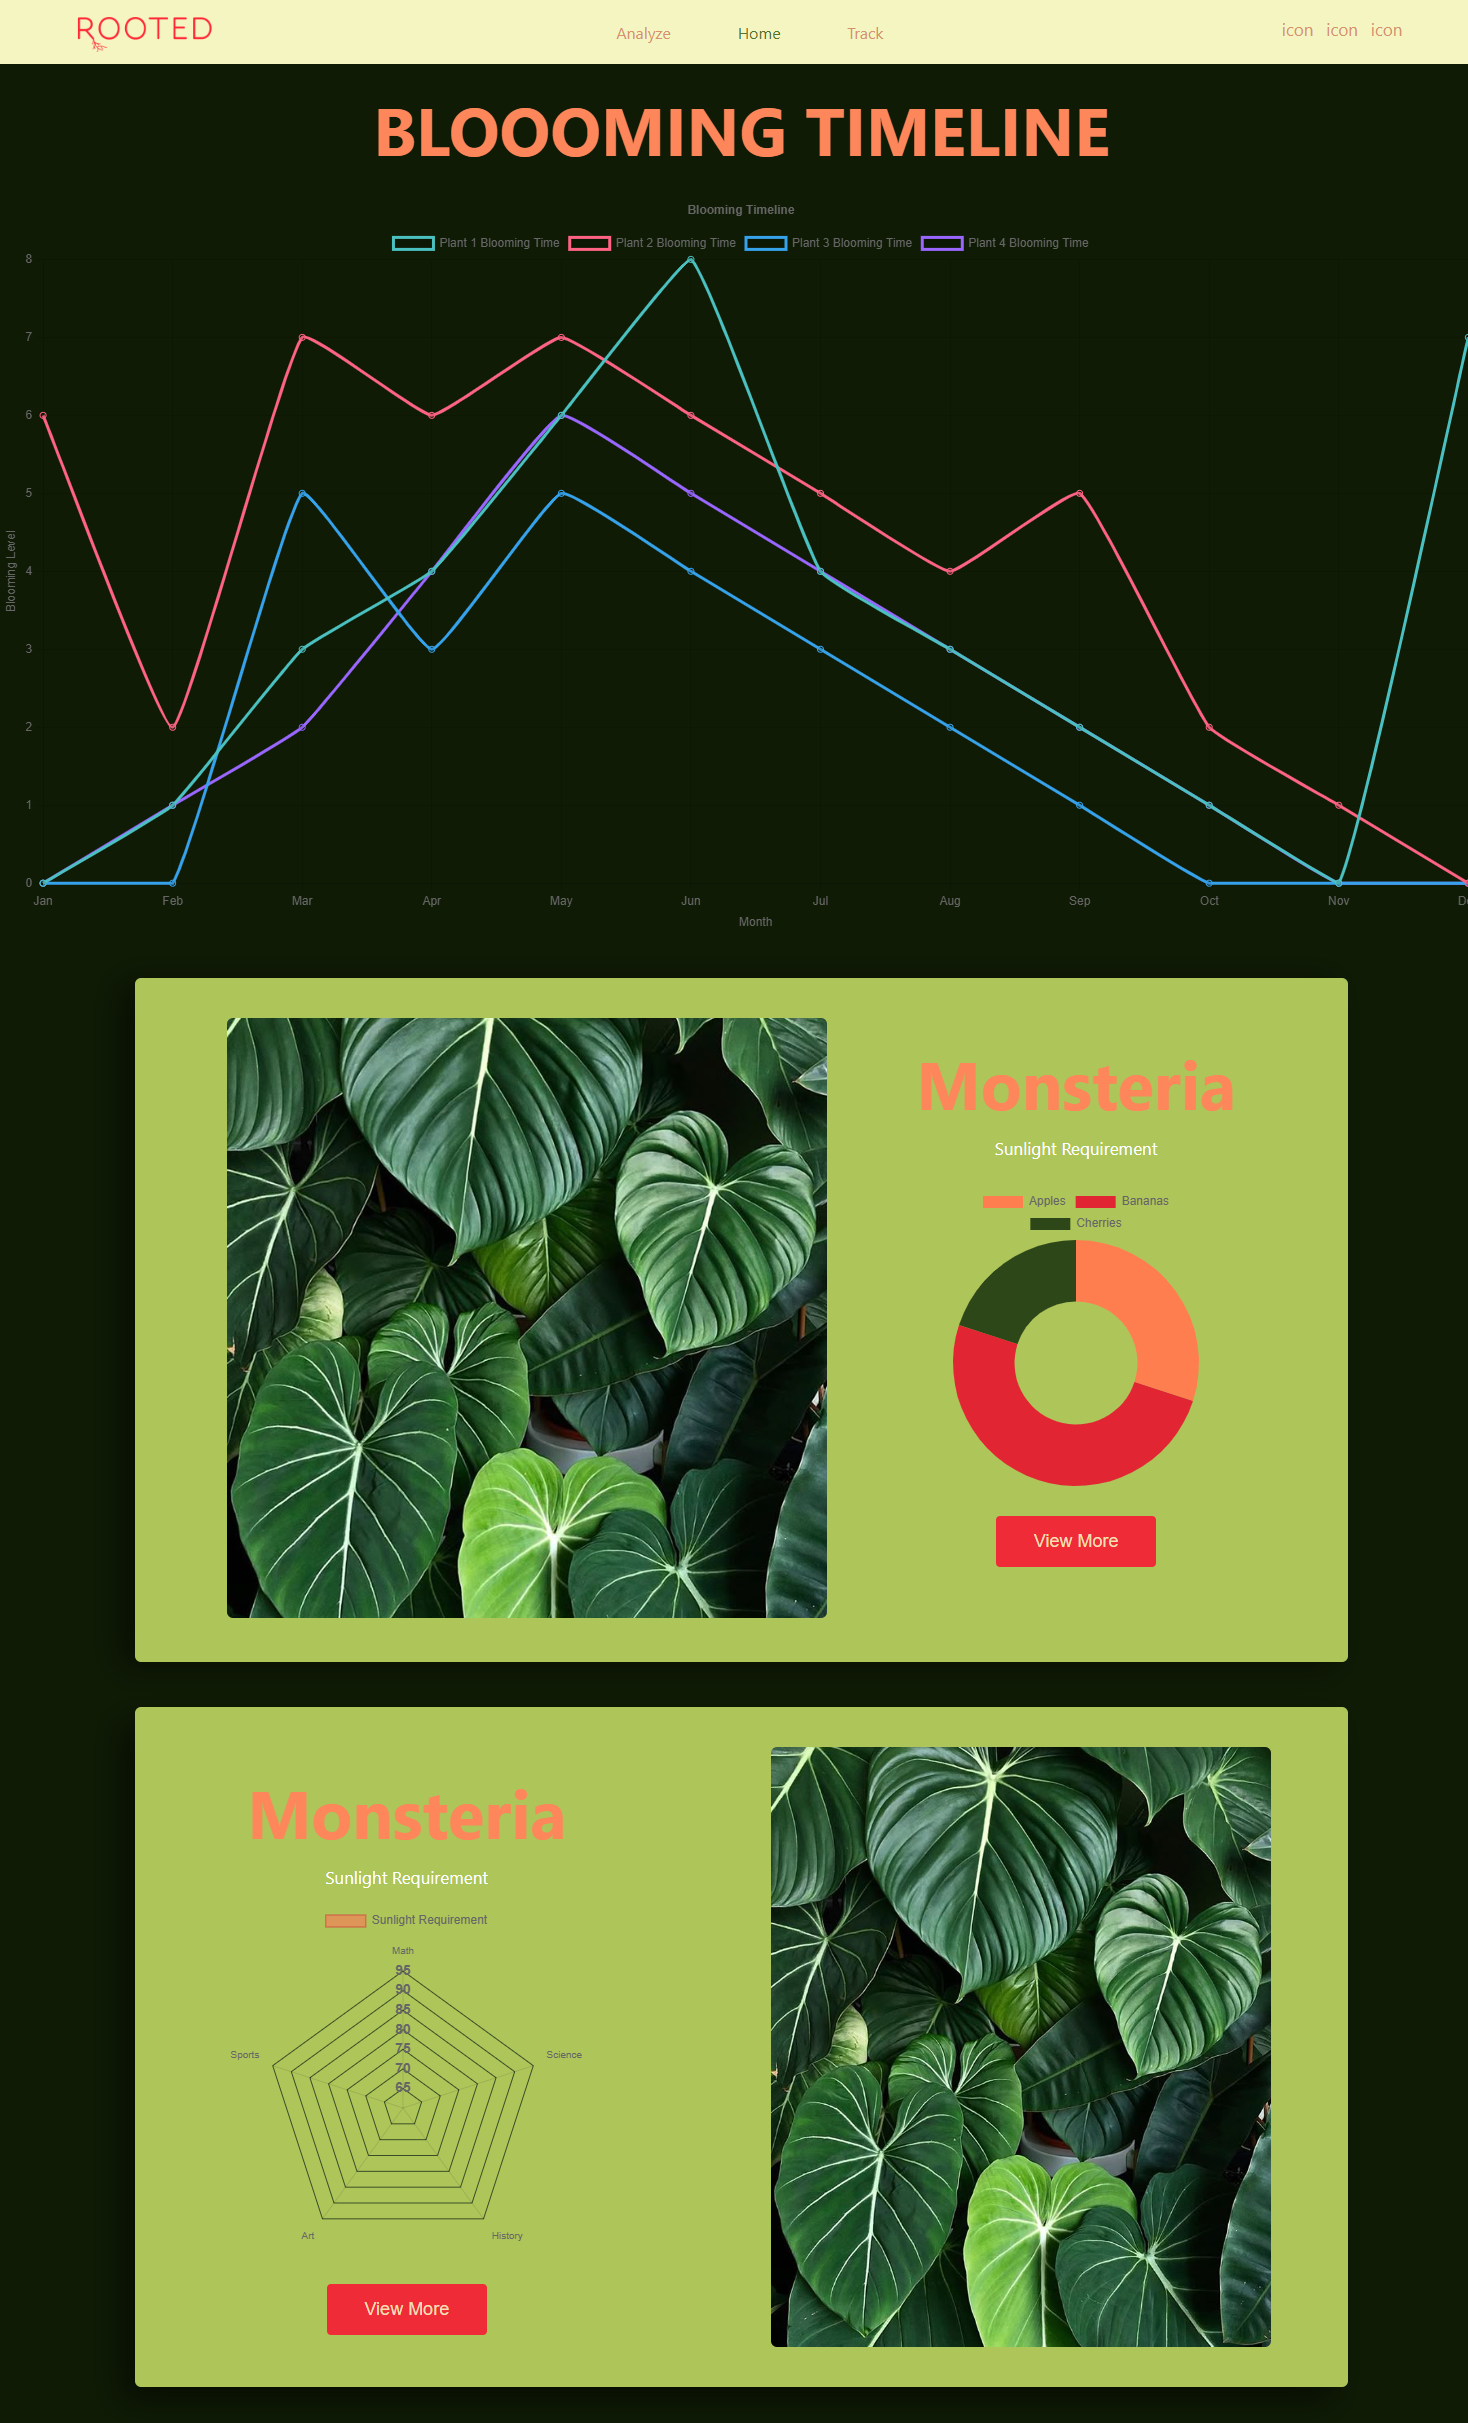 ROOTED
Analyze Home Track
icon icon icon
BLOOOMING TIMELINE
Blooming Timeline
Plant 1 Blooming Time Plant 2 Blooming Time Plant 3 Blooming Time Plant 4 Blooming Time
8
7
6
5
4
3
2
1
0
Blooming Level
Jan Feb Mar Apr May Jun Jul Aug Sep Oct Nov
Month
Monsteria
Sunlight Requirement
Apples Bananas
Cherries
View More
Monsteria
Sunlight Requirement
Sunlight Requirement
Math
95
90
85
80
75
70
65
Sports
Science
Art
History
View More